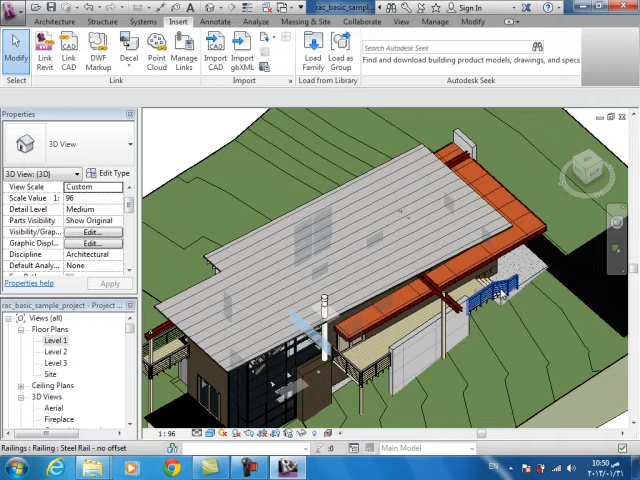 rac_basic_sampl...
Sign In
Architecture Structure Systems Insert Annotate Analyze Massing & Site Collaborate View Manage Modify
Modify
Link Revit
Link CAD
DWF Markup
Decal
Point Cloud
Manage Links
Import CAD
Import gbXML
Load Family
Load as Group
Search Autodesk Seek
Find and download building product models, drawings, and specs
Select
Link
Import
Load from Library
Autodesk Seek
Properties
3D View
3D View: {3D}
Edit Type
View Scale Custom
Scale Value 1: 96
Detail Level Medium
Parts Visibility Show Original
Visibility/Grap... Edit...
Graphic Displ... Edit...
Discipline Architectural
Default Analy... None
Properties help
Apply
rac_basic_sample_project - Project ...
Views (all)
Floor Plans
Level 1
Level 2
Level 3
Site
Ceiling Plans
3D Views
Aerial
Fireplace
1 : 96
Railings : Railing : Steel Rail - no offset
:0
Main Model
EN
10:50 ص
٢٠١٢/٠١/٣١